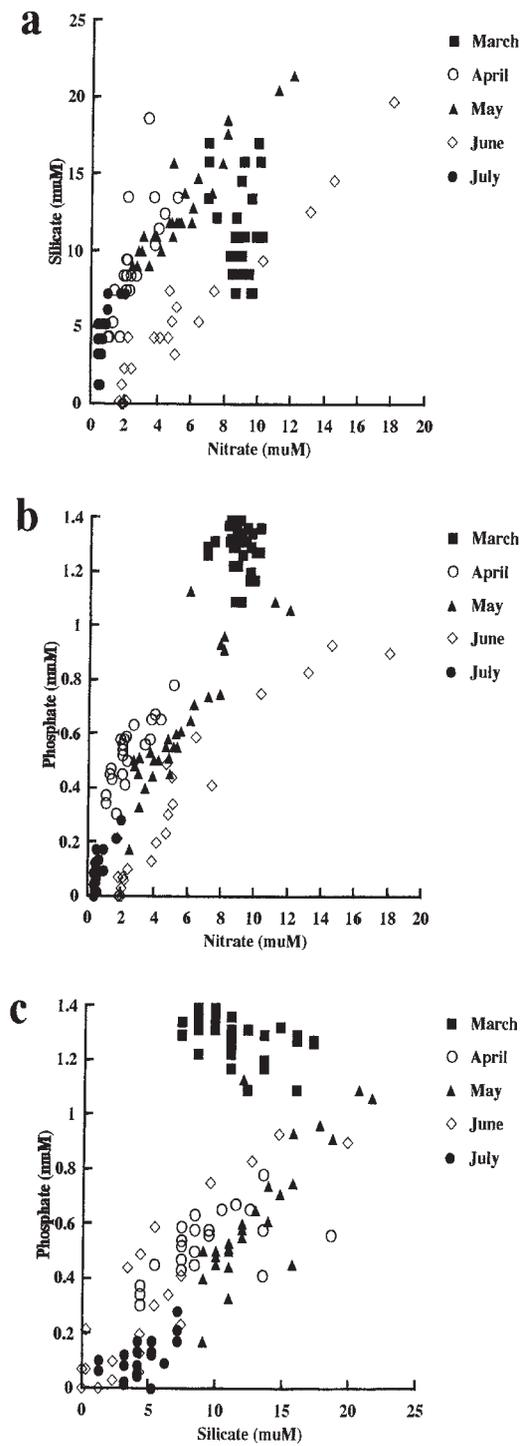 a
25
20
15
10
5
0
Silicate (muM)
0 2 4 6 8 10 12 14 16 18 20
Nitrate (muM)
March
April
May
June
July
b
1.4
1.2
1
0.8
0.6
0.4
0.2
0
Phosphate (mmM)
0 2 4 6 8 10 12 14 16 18 20
Nitrate (muM)
March
April
May
June
July
c
1.4
1.2
1
0.8
0.6
0.4
0.2
0
Phosphate (mmM)
0 5 10 15 20 25
Silicate (muM)
March
April
May
June
July